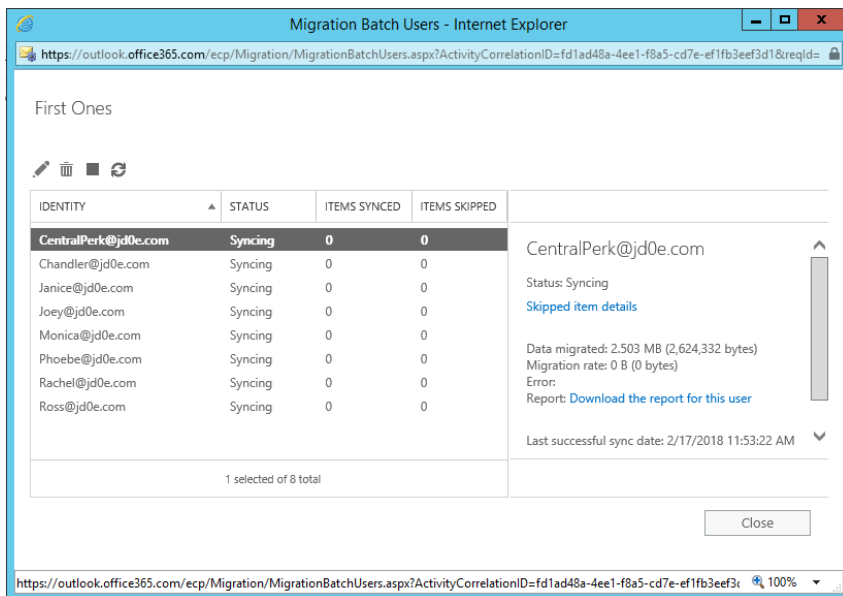 Migration Batch Users - Internet Explorer
https://outlook.office365.com/ecp/Migration/MigrationBatchUsers.aspx?ActivityCorrelationID=fd1ad48a-4ee1-f8a5-cd7e-ef1fb3eef3d1&reqId=
First Ones
IDENTITY STATUS ITEMS SYNCED ITEMS SKIPPED
CentralPerk@jd0e.com Syncing 0 0
Chandler@jd0e.com Syncing 0 0
Janice@jd0e.com Syncing 0 0
Joey@jd0e.com Syncing 0 0
Monica@jd0e.com Syncing 0 0
Phoebe@jd0e.com Syncing 0 0
Rachel@jd0e.com Syncing 0 0
Ross@jd0e.com Syncing 0 0
1 selected of 8 total
CentralPerk@jd0e.com
Status: Syncing
Skipped item details
Data migrated: 2.503 MB (2,624,332 bytes)
Migration rate: 0 B (0 bytes)
Error:
Report: Download the report for this user
Last successful sync date: 2/17/2018 11:53:22 AM
Close
https://outlook.office365.com/ecp/Migration/MigrationBatchUsers.aspx?ActivityCorrelationID=fd1ad48a-4ee1-f8a5-cd7e-ef1fb3eef3 100%